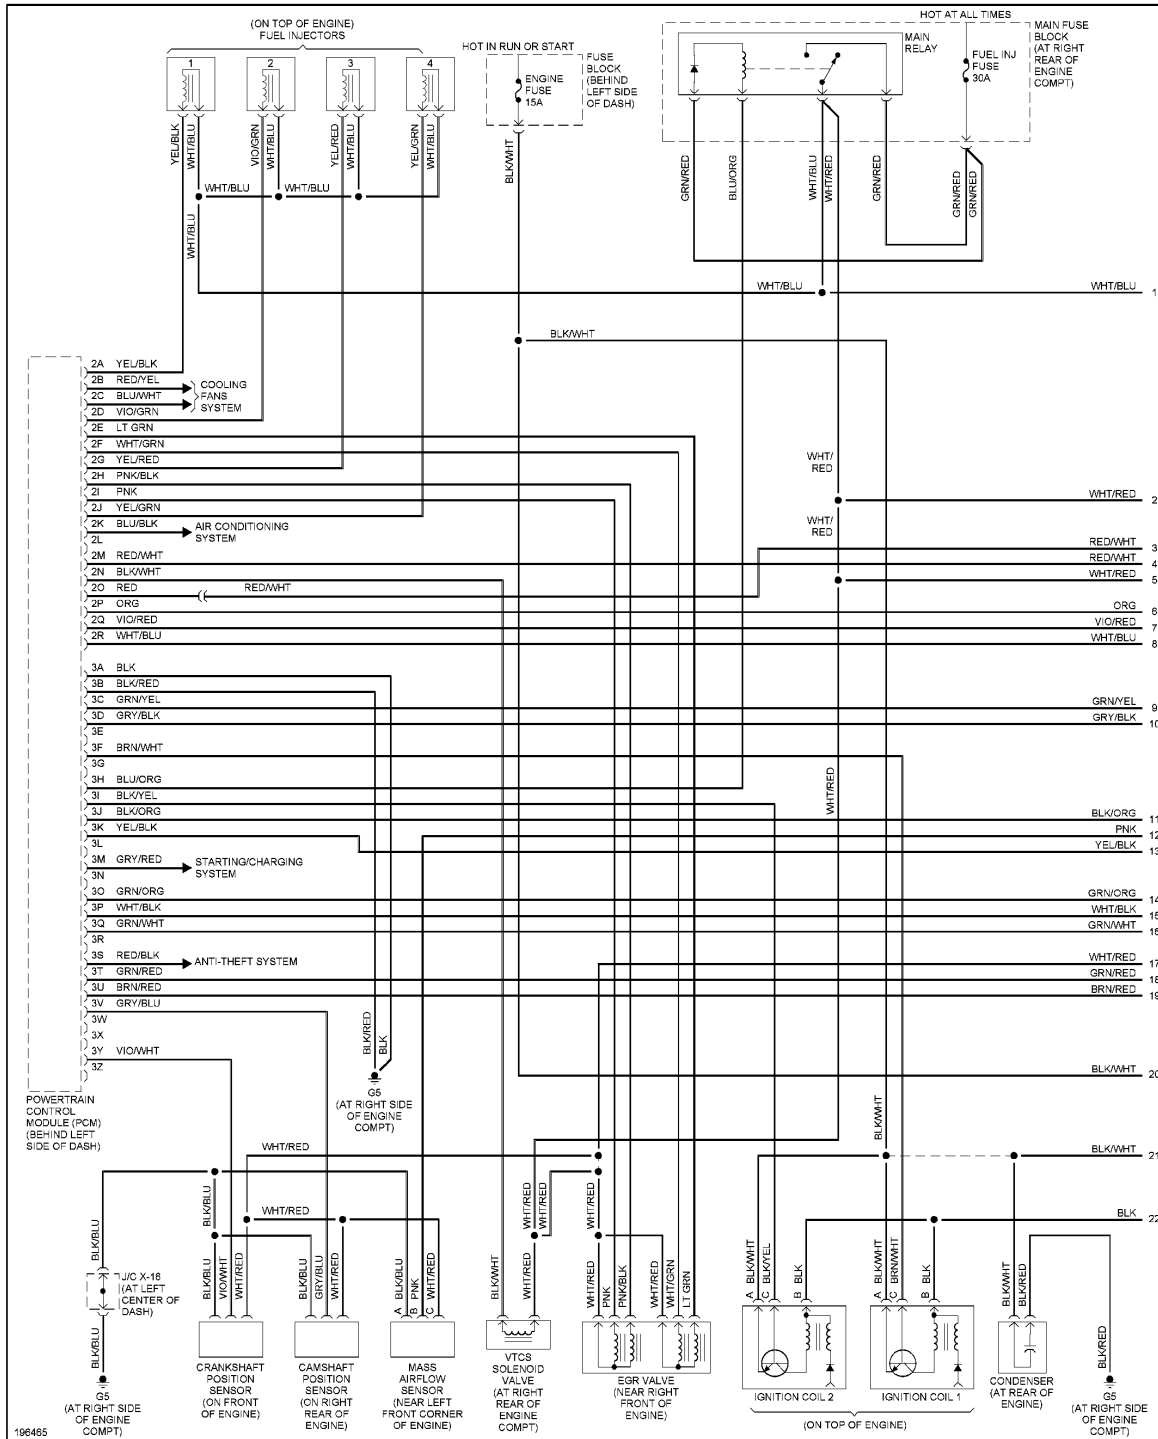 (ON TOP OF ENGINE)
FUEL INJECTORS
1
2
3
4
YEL/BLK
WHT/BLU
VIO/GRN
WHT/BLU
YEL/RED
WHT/BLU
YEL/GRN
WHT/BLU
WHT/BLU
WHT/BLU
WHT/BLU
HOT IN RUN OR START
ENGINE
FUSE
15A
FUSE
BLOCK
(BEHIND
LEFT SIDE
OF DASH)
BLK/WHT
HOT AT ALL TIMES
MAIN
RELAY
FUEL INJ
FUSE
30A
MAIN FUSE
BLOCK
(AT RIGHT
REAR OF
ENGINE
COMPT)
GRN/RED
BLU/ORG
WHT/BLU
WHT/RED
GRN/RED
GRN/RED
GRN/RED
WHT/BLU
WHT/BLU 1
BLK/WHT
2A YEL/BLK
2B RED/YEL
2C BLU/WHT
COOLING
FANS
SYSTEM
2D VIO/GRN
2E LT GRN
2F WHT/GRN
2G YEL/RED
2H PNK/BLK
2I PNK
2J YEL/GRN
2K BLU/BLK
AIR CONDITIONING
SYSTEM
2L
2M RED/WHT
2N BLK/WHT
2O RED
RED/WHT
2P ORG
2Q VIO/RED
2R WHT/BLU
WHT/
RED
WHT/
RED
WHT/RED 2
RED/WHT 3
RED/WHT 4
WHT/RED 5
ORG 6
VIO/RED 7
WHT/BLU 8
3A BLK
3B BLK/RED
3C GRN/YEL
3D GRY/BLK
3E
3F BRN/WHT
3G
3H BLU/ORG
3I BLK/YEL
3J BLK/ORG
3K YEL/BLK
3L
3M GRY/RED
STARTING/CHARGING
SYSTEM
3N
3O GRN/ORG
3P WHT/BLK
3Q GRN/WHT
3R
3S RED/BLK
ANTI-THEFT SYSTEM
3T GRN/RED
3U BRN/RED
3V GRY/BLU
3W
3X
3Y VIO/WHT
3Z
WHT/RED
GRN/YEL 9
GRY/BLK 10
BLK/ORG 11
PNK 12
YEL/BLK 13
GRN/ORG 14
WHT/BLK 15
GRN/WHT 16
WHT/RED 17
GRN/RED 18
BRN/RED 19
BLK/WHT 20
BLK/WHT 21
BLK 22
POWERTRAIN
CONTROL
MODULE (PCM)
(BEHIND LEFT
SIDE OF DASH)
BLK/RED
BLK
G5
(AT RIGHT SIDE
OF ENGINE
COMPT)
WHT/RED
WHT/RED
BLK/BLU
BLK/BLU
J/C X-16
(AT LEFT
CENTER OF
DASH)
BLK/BLU
G5
(AT RIGHT SIDE
OF ENGINE
COMPT)
BLK/BLU
VIO/WHT
WHT/RED
CRANKSHAFT
POSITION
SENSOR
(ON FRONT
OF ENGINE)
BLK/BLU
GRY/BLU
WHT/RED
CAMSHAFT
POSITION
SENSOR
(ON RIGHT
REAR OF
ENGINE)
A BLK/BLU
B PNK
C WHT/RED
MASS
AIRFLOW
SENSOR
(NEAR LEFT
FRONT CORNER
OF ENGINE)
WHT/RED
WHT/RED
BLK/WHT
WHT/RED
VTCS
SOLENOID
VALVE
(AT RIGHT
REAR OF
ENGINE
COMPT)
WHT/RED
WHT/RED
PNK
PNK/BLK
WHT/RED
WHT/GRN
LT GRN
EGR VALVE
(NEAR RIGHT
FRONT OF
ENGINE)
BLK/WHT
A BLK/WHT
C BLK/YEL
B BLK
IGNITION COIL 2
A BLK/WHT
C BRN/WHT
B BLK
IGNITION COIL 1
(ON TOP OF ENGINE)
BLK/WHT
BLK/RED
CONDENSER
(AT REAR OF
ENGINE)
BLK/RED
G5
(AT RIGHT SIDE
OF ENGINE
COMPT)
196465